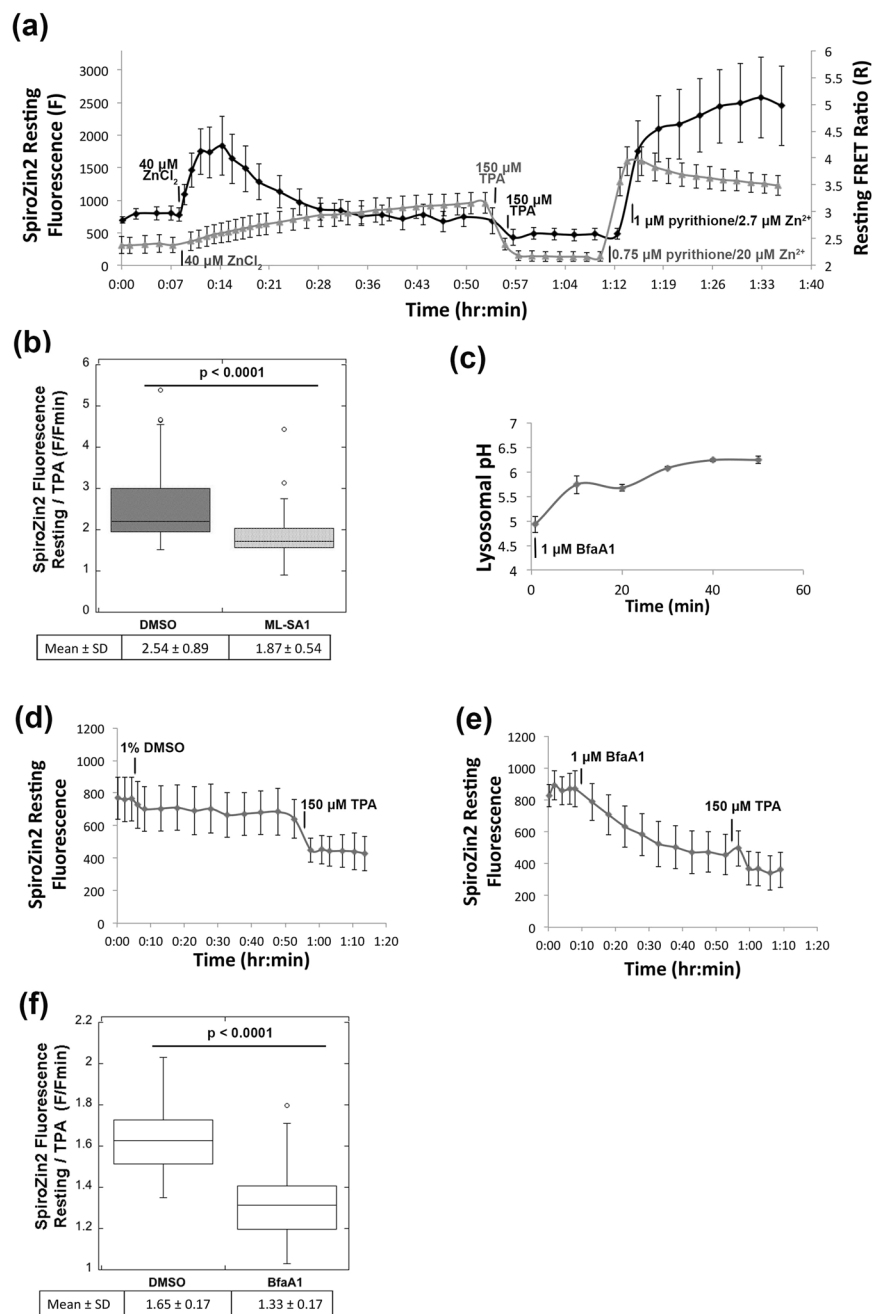 (a)
SpiroZin2 Resting
Fluorescence (F)
3000
2500
2000
1500
1000
500
0
6
5.5
5
4.5
4
3.5
3
2.5
2
Resting FRET Ratio (R)
40 µM
ZnCl2
40 µM ZnCl2
150 µM
TPA
150 µM
TPA
1 µM pyrithione/2.7 µM Zn2+
0.75 µM pyrithione/20 µM Zn2+
0:00 0:07 0:14 0:21 0:28 0:36 0:43 0:50 0:57 1:04 1:12 1:19 1:26 1:33 1:40
Time (hr:min)
(b)
SpiroZin2 Fluorescence
Resting / TPA (F/Fmin)
6
5
4
3
2
1
0
p < 0.0001
DMSO ML-SA1
Mean ± SD 2.54 ± 0.89 1.87 ± 0.54
(c)
Lysosomal pH
7
6.5
6
5.5
5
4.5
4
1 µM BfaA1
0 20 40 60
Time (min)
(d)
SpiroZin2 Resting
Fluorescence
1200
1000
800
600
400
200
0
1% DMSO
150 µM TPA
0:00 0:10 0:20 0:30 0:40 0:50 1:00 1:10 1:20
Time (hr:min)
(e)
SpiroZin2 Resting
Fluorescence
1200
1000
800
600
400
200
0
1 µM BfaA1
150 µM TPA
0:00 0:10 0:20 0:30 0:40 0:50 1:00 1:10 1:20
Time (hr:min)
(f)
SpiroZin2 Fluorescence
Resting / TPA (F/Fmin)
2.2
2
1.8
1.6
1.4
1.2
1
p < 0.0001
DMSO BfaA1
Mean ± SD 1.65 ± 0.17 1.33 ± 0.17